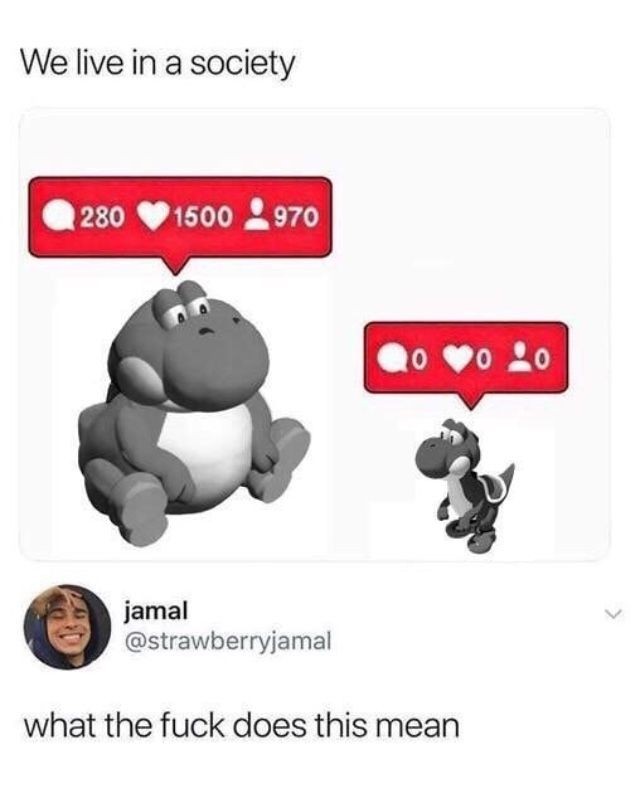 We live in a society
280 1500 970
0 0 0
jamal
@strawberryjamal
what the fuck does this mean